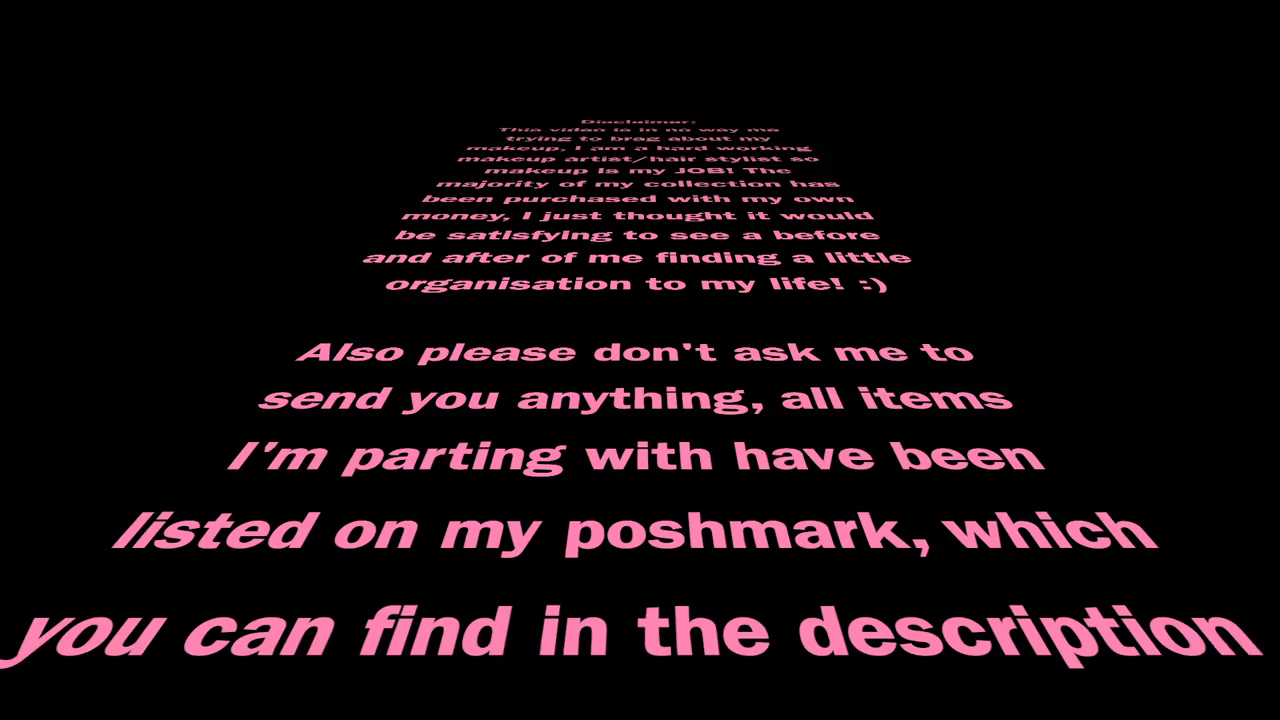 Disclaimer:
This video is in no way me
trying to brag about my
makeup, I am a hard working
makeup artist/hair stylist so
makeup is my JOB! The
majority of my collection has
been purchased with my own
money, I just thought it would
be satisfying to see a before
and after of me finding a little
organisation to my life! :)
Also please don't ask me to
send you anything, all items
I'm parting with have been
listed on my poshmark, which
you can find in the description